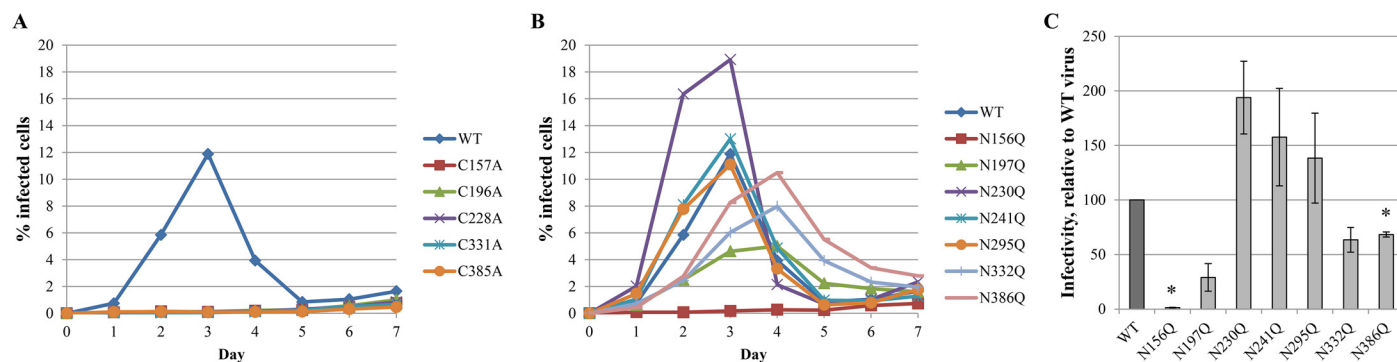 A
% infected cells
20
18
16
14
12
10
8
6
4
2
0
0 1 2 3 4 5 6 7
Day
WT
C157A
C196A
C228A
C331A
C385A
B
% infected cells
20
18
16
14
12
10
8
6
4
2
0
0 1 2 3 4 5 6 7
Day
WT
N156Q
N197Q
N230Q
N241Q
N295Q
N332Q
N386Q
C
Infectivity, relative to WT virus
250
200
150
100
50
0
*
*
WT
N156Q
N197Q
N230Q
N241Q
N295Q
N332Q
N386Q